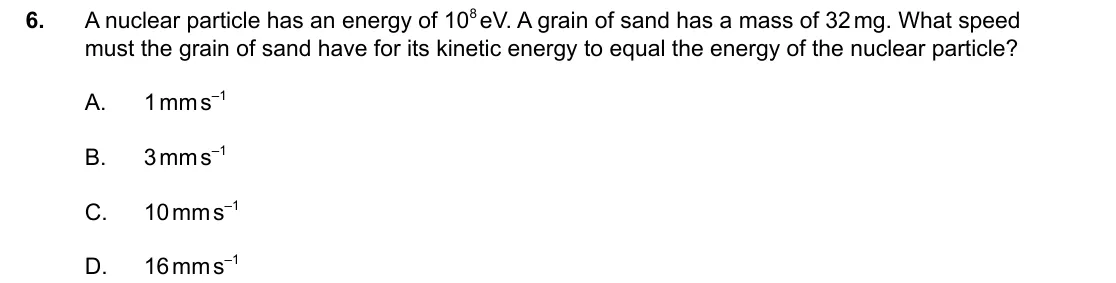 6. A nuclear particle has an energy of 10⁸ eV. A grain of sand has a mass of 32 mg. What speed
must the grain of sand have for its kinetic energy to equal the energy of the nuclear particle?
A. 1 mm s⁻¹
B. 3 mm s⁻¹
C. 10 mm s⁻¹
D. 16 mm s⁻¹